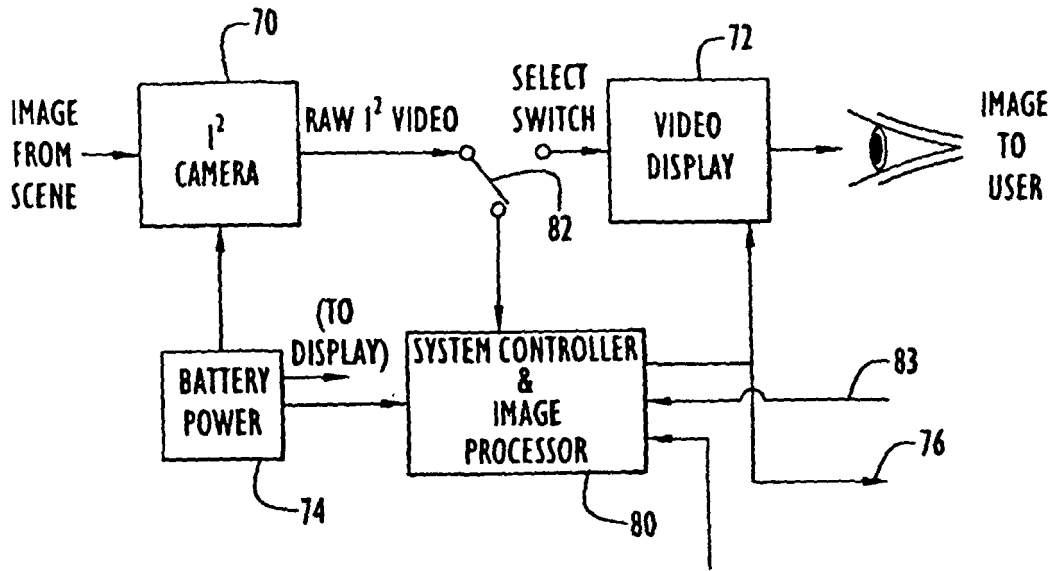 70
72
IMAGE
FROM
SCENE
I² CAMERA
RAW I² VIDEO
SELECT
SWITCH
VIDEO
DISPLAY
IMAGE
TO
USER
82
(TO
DISPLAY)
BATTERY
POWER
SYSTEM CONTROLLER
&
IMAGE
PROCESSOR
83
76
74
80